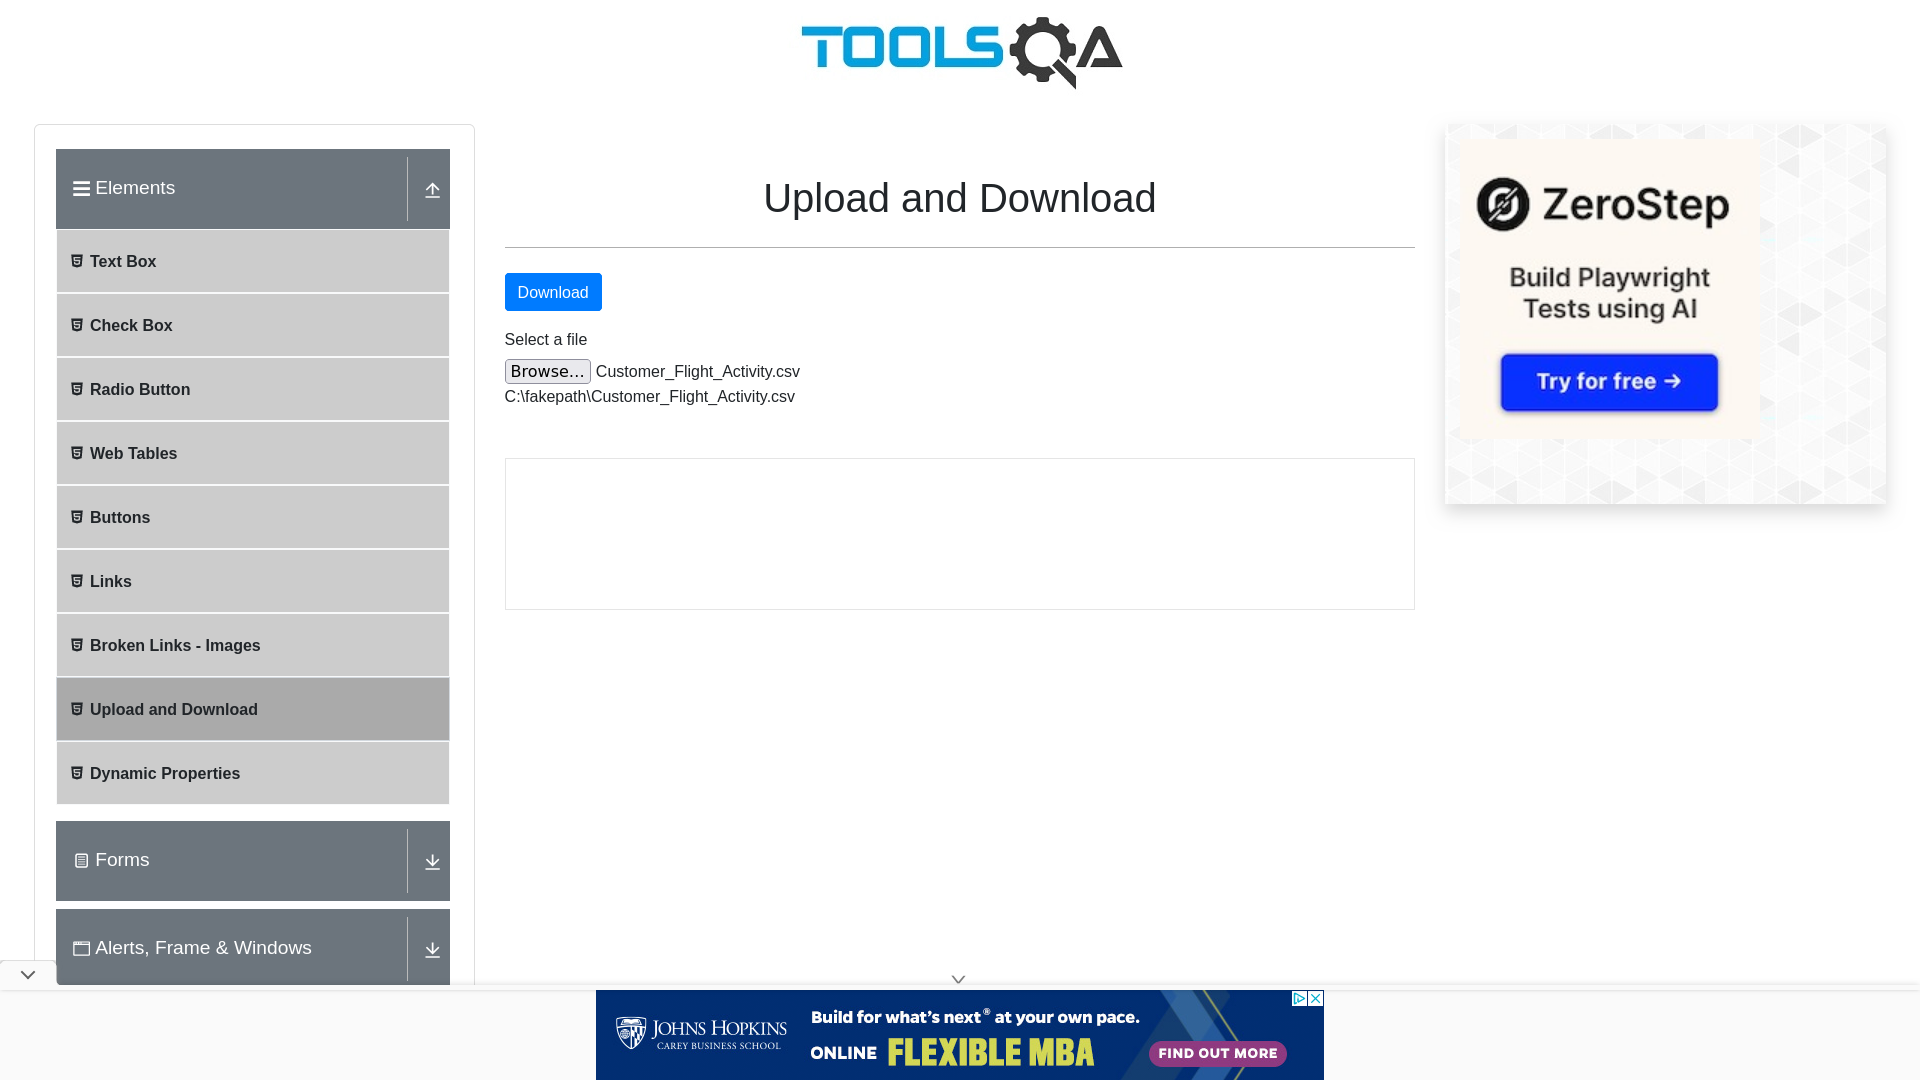 TOOLSQA
Elements
Text Box
Check Box
Radio Button
Web Tables
Buttons
Links
Broken Links - Images
Upload and Download
Dynamic Properties
Forms
Alerts, Frame & Windows
Upload and Download
Download
Select a file
Browse... Customer_Flight_Activity.csv
C:\fakepath\Customer_Flight_Activity.csv
ZeroStep
Build Playwright
Tests using AI
Try for free →
JOHNS HOPKINS
CAREY BUSINESS SCHOOL
Build for what's next® at your own pace.
ONLINE FLEXIBLE MBA
FIND OUT MORE